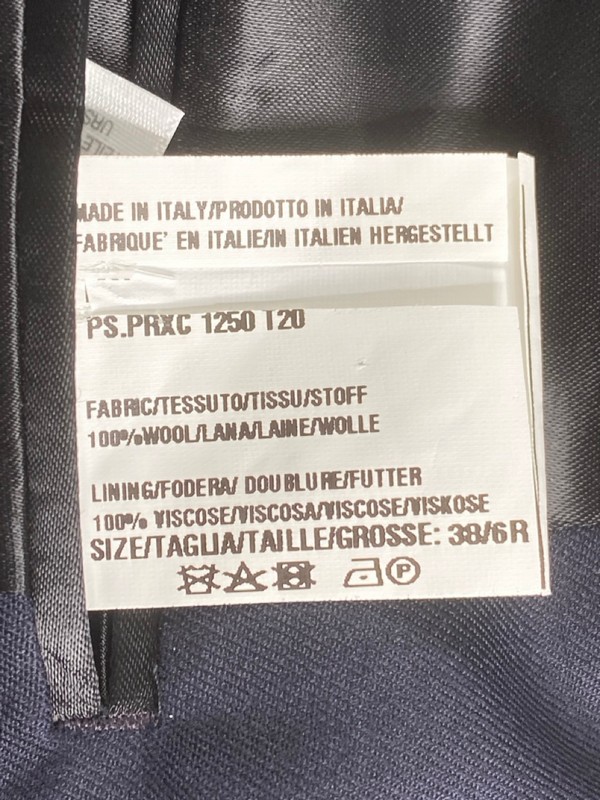 MADE IN ITALY/PRODOTTO IN ITALIA/
FABRIQUE' EN ITALIE/IN ITALIEN HERGESTELLT
PS.PRXC 1250 T20
FABRIC/TESSUTO/TISSU/STOFF
100%WOOL/LANA/LAINE/WOLLE
LINING/FODERA/ DOUBLURE/FUTTER
100% VISCOSE/VISCOSA/VISCOSE/VISKOSE
SIZE/TAGLIA/TAILLE/GROSSE: 38/6R
P